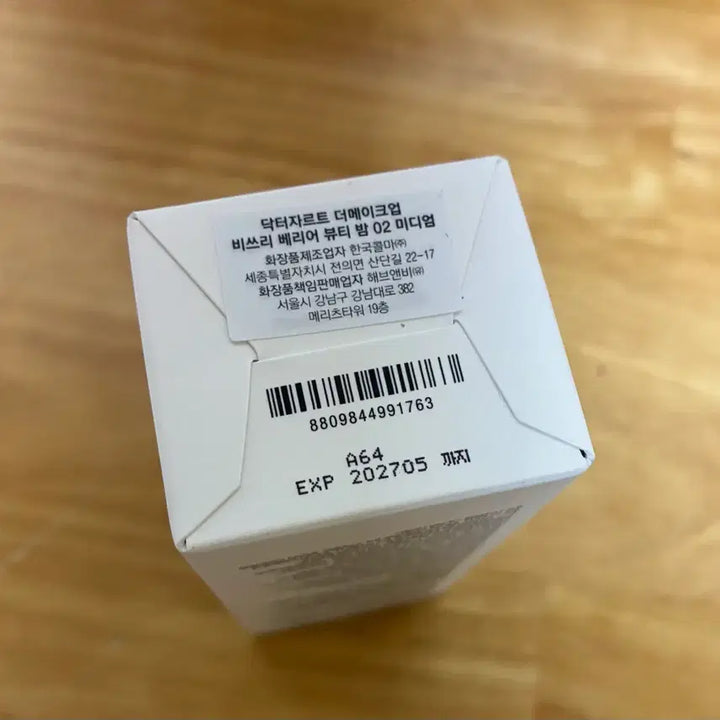 닥터자르트 더메이크업
비쓰리 베리어 뷰티 밤 02 미디엄
화장품제조업자 한국콜마㈜
세종특별자치시 전의면 산단길 22-17
화장품책임판매업자 해브앤비㈲
서울시 강남구 강남대로 382
메리츠타워 19층
8809844991763
A64
EXP 202705 까지